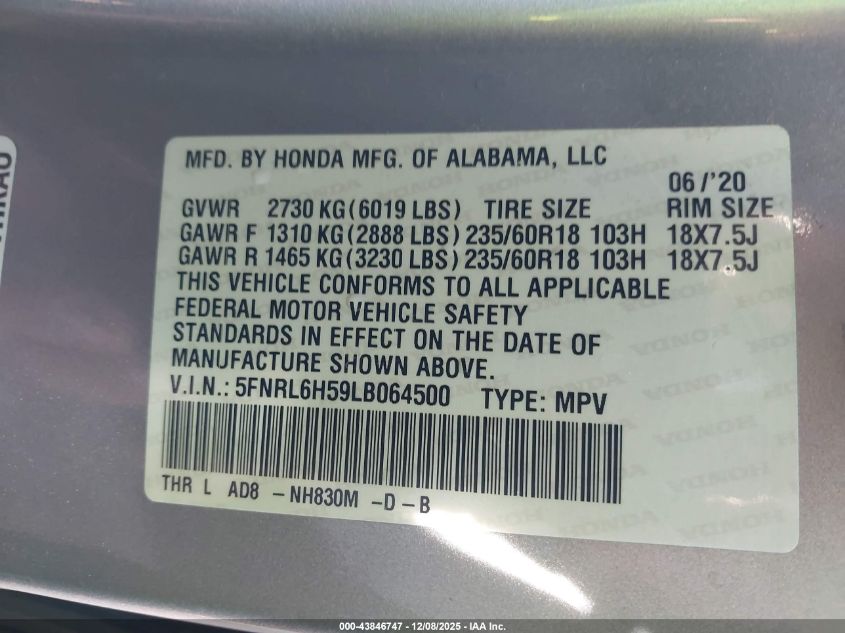 MFD. BY HONDA MFG. OF ALABAMA, LLC
06/'20
GVWR 2730 KG(6019 LBS) TIRE SIZE RIM SIZE
GAWR F 1310 KG(2888 LBS) 235/60R18 103H 18X7.5J
GAWR R 1465 KG(3230 LBS) 235/60R18 103H 18X7.5J
THIS VEHICLE CONFORMS TO ALL APPLICABLE
FEDERAL MOTOR VEHICLE SAFETY
STANDARDS IN EFFECT ON THE DATE OF
MANUFACTURE SHOWN ABOVE.
V.I.N.: 5FNRL6H59LB064500 TYPE: MPV
THR L AD8 -NH830M -D-B
000-43846747 - 12/08/2025 - IAA Inc.